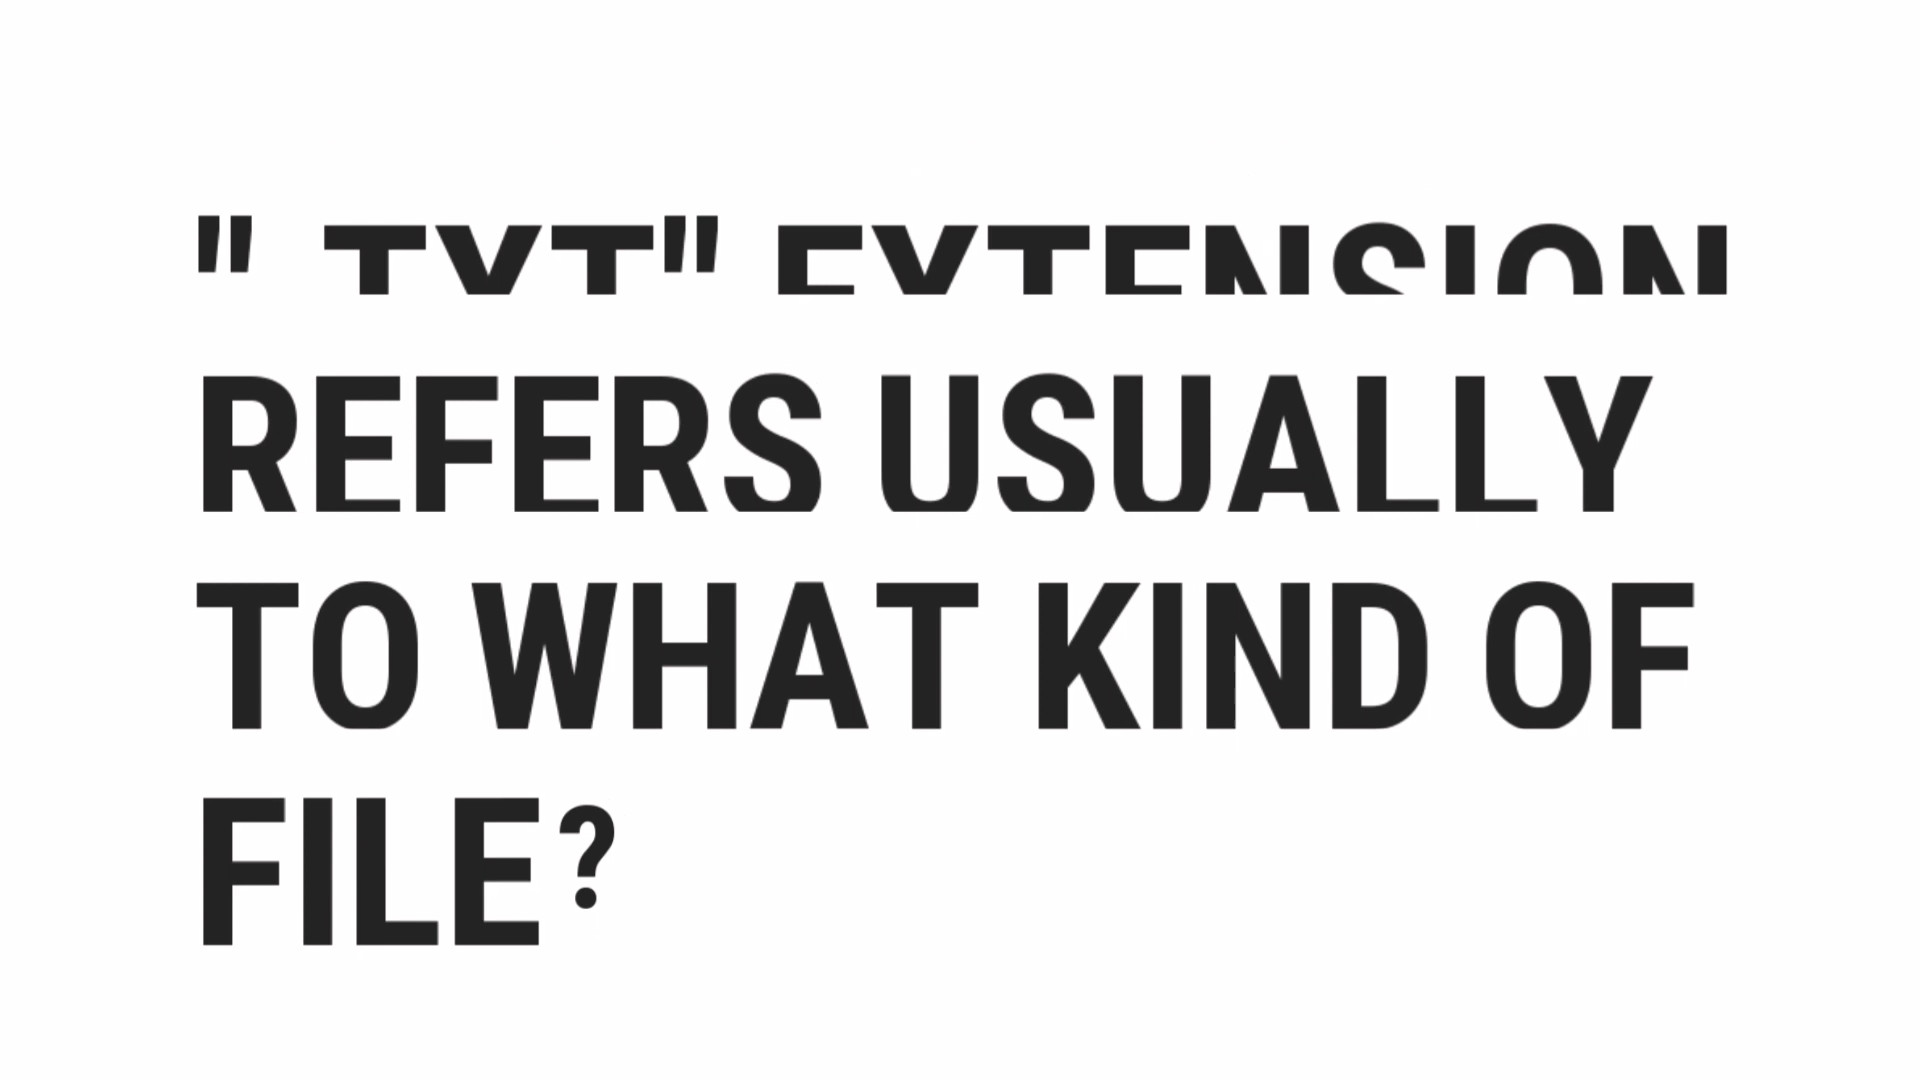 ".TXT" EXTENSION
REFERS USUALLY
TO WHAT KIND OF
FILE?